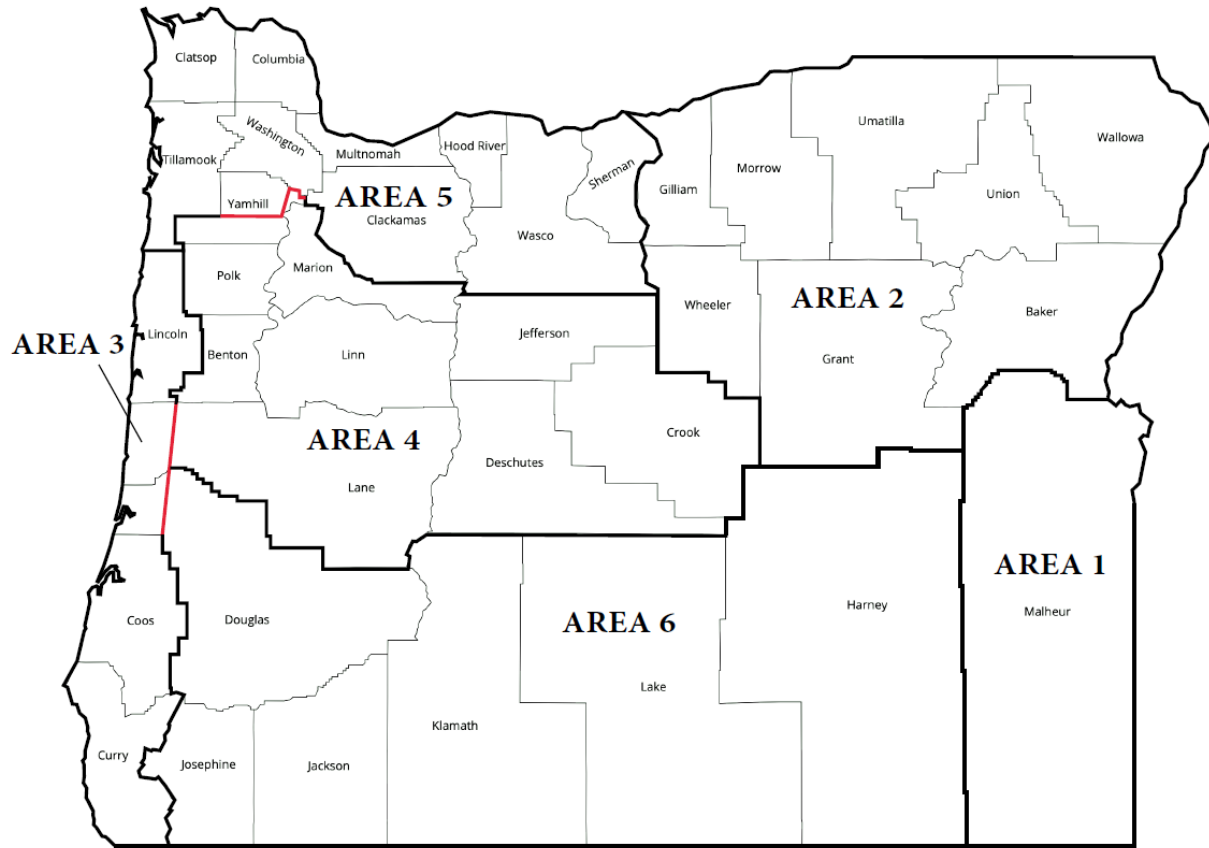 Clatsop
Columbia
Washington
Tillamook
Multnomah
Hood River
Sherman
Gilliam
Morrow
Umatilla
Wallowa
Union
Yamhill
AREA 5
Clackamas
Wasco
Polk
Marion
Wheeler
AREA 2
Baker
Lincoln
AREA 3
Benton
Linn
Jefferson
Grant
AREA 4
Crook
Deschutes
Lane
AREA 1
Malheur
Coos
Douglas
AREA 6
Harney
Lake
Klamath
Curry
Josephine
Jackson